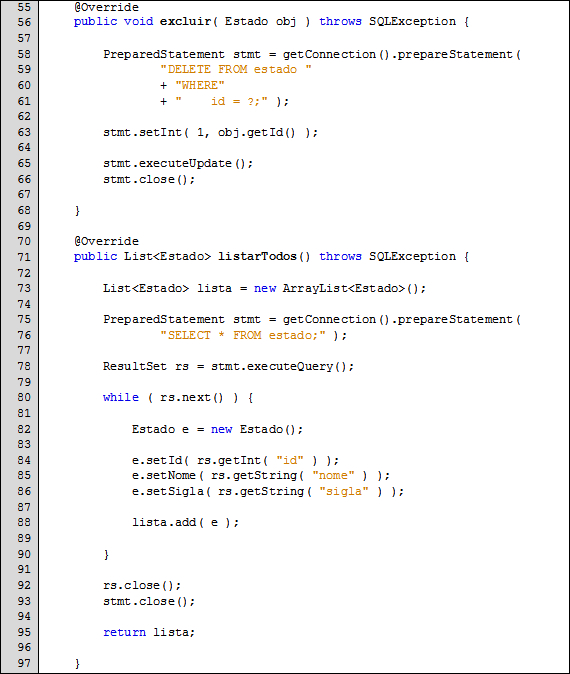 55 @Override
56 public void excluir( Estado obj ) throws SQLException {
57
58 PreparedStatement stmt = getConnection().prepareStatement(
59 "DELETE FROM estado "
60 + "WHERE"
61 + "    id = ?;" );
62
63 stmt.setInt( 1, obj.getId() );
64
65 stmt.executeUpdate();
66 stmt.close();
67
68 }
69
70 @Override
71 public List<Estado> listarTodos() throws SQLException {
72
73 List<Estado> lista = new ArrayList<Estado>();
74
75 PreparedStatement stmt = getConnection().prepareStatement(
76 "SELECT * FROM estado;" );
77
78 ResultSet rs = stmt.executeQuery();
79
80 while ( rs.next() ) {
81
82 Estado e = new Estado();
83
84 e.setId( rs.getInt( "id" ) );
85 e.setNome( rs.getString( "nome" ) );
86 e.setSigla( rs.getString( "sigla" ) );
87
88 lista.add( e );
89
90 }
91
92 rs.close();
93 stmt.close();
94
95 return lista;
96
97 }